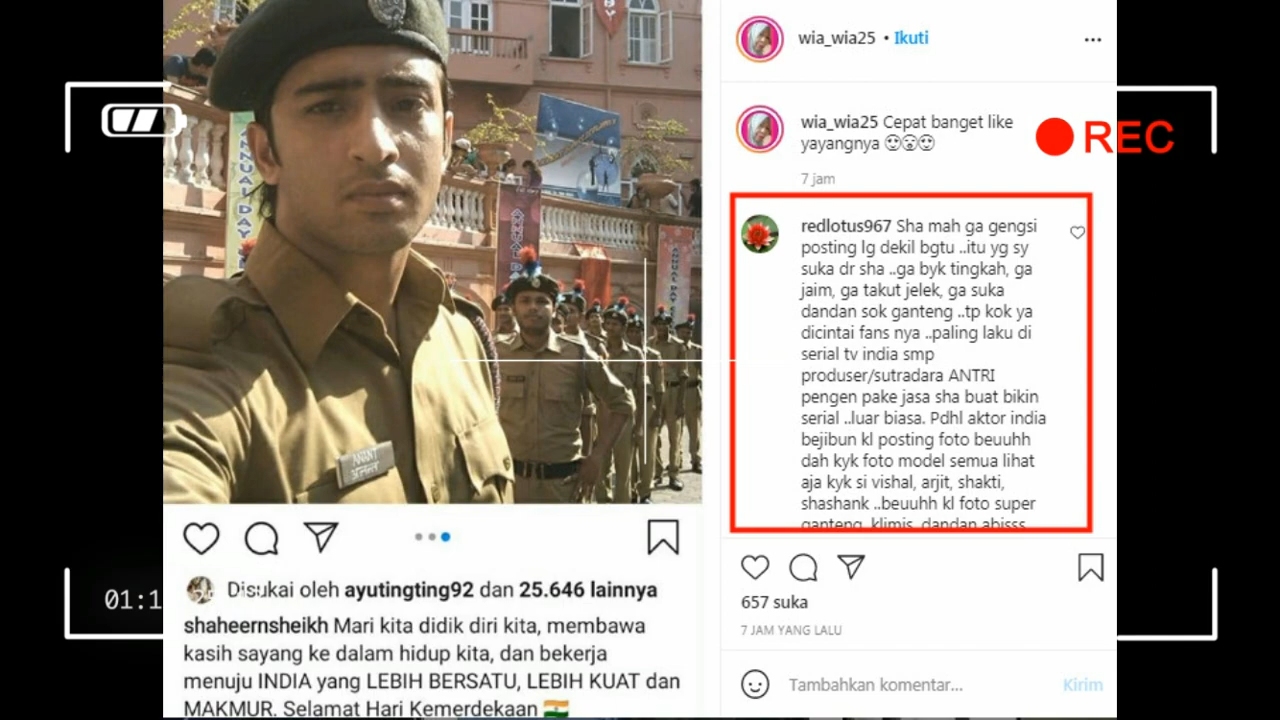 wia_wia25 • Ikuti
wia_wia25 Cepat banget like
yayangnya 😍😘😍
7 jam
REC
redlotus967 Sha mah ga gengsi
posting lg dekil bgtu ..itu yg sy
suka dr sha ..ga byk tingkah, ga
jaim, ga takut jelek, ga suka
dandan sok ganteng ..tp kok ya
dicintai fans nya ..paling laku di
serial tv india smp
produser/sutradara ANTRI
pengen pake jasa sha buat bikin
serial ..luar biasa. Pdhl aktor india
bejibun kl posting foto beuuhh
dah kyk foto model semua lihat
aja kyk si vishal, arjit, shakti,
shashank ..beuuhh kl foto super
ganteng, klimis, dandan abisss
657 suka
7 JAM YANG LALU
Tambahkan komentar...
Kirim
ANNUAL DAY
ANNUAL DAY
ANANT
अनन्त
Disukai oleh ayutingting92 dan 25.646 lainnya
shaheernsheikh Mari kita didik diri kita, membawa
kasih sayang ke dalam hidup kita, dan bekerja
menuju INDIA yang LEBIH BERSATU, LEBIH KUAT dan
MAKMUR. Selamat Hari Kemerdekaan 🇮🇳
01:1